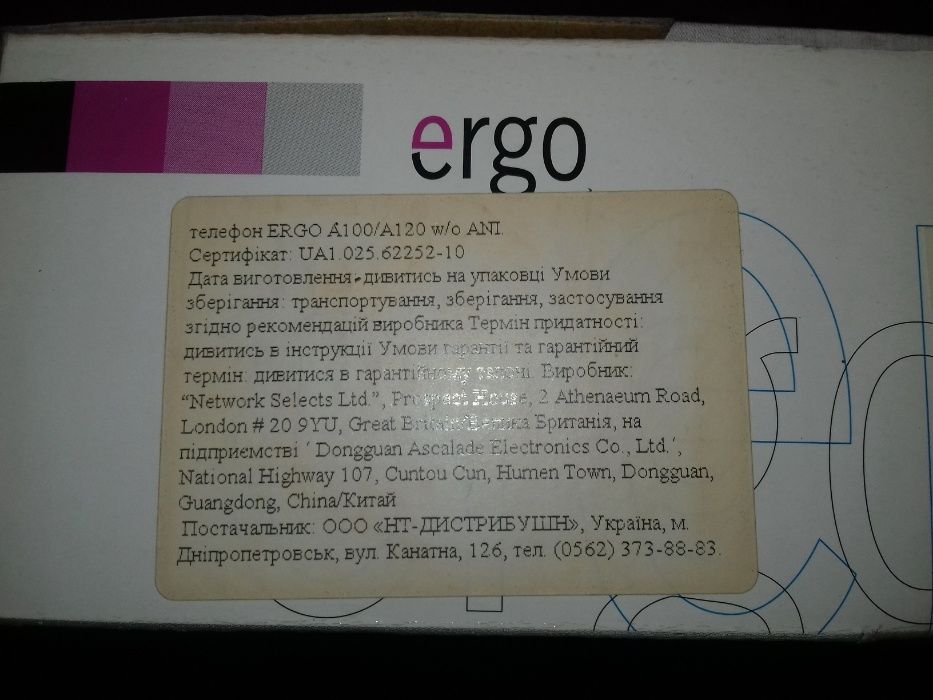 ergo
телефон ERGO A100/A120 w/o ANI.
Сертифікат: UA1.025.62252-10
Дата виготовлення-дивитись на упаковці Умови
зберігання: транспортування, зберігання, застосування
згідно рекомендацій виробника Термін придатності:
дивитись в інструкції Умови гарантії та гарантійний
термін: дивитися в гарантійному талоні. Виробник:
“Network Selects Ltd.”, Prospect House, 2 Athenaeum Road,
London # 20 9YU, Great Britain/Велика Британія, на
підприємстві ‘ Dongguan Ascalade Electronics Co., Ltd.‘,
National Highway 107, Cuntou Cun, Humen Town, Dongguan,
Guangdong, China/Китай
Постачальник: ООО «НТ-ДИСТРИБУШН», Україна, м.
Дніпропетровськ, вул. Канатна, 126, тел. (0562) 373-88-83.